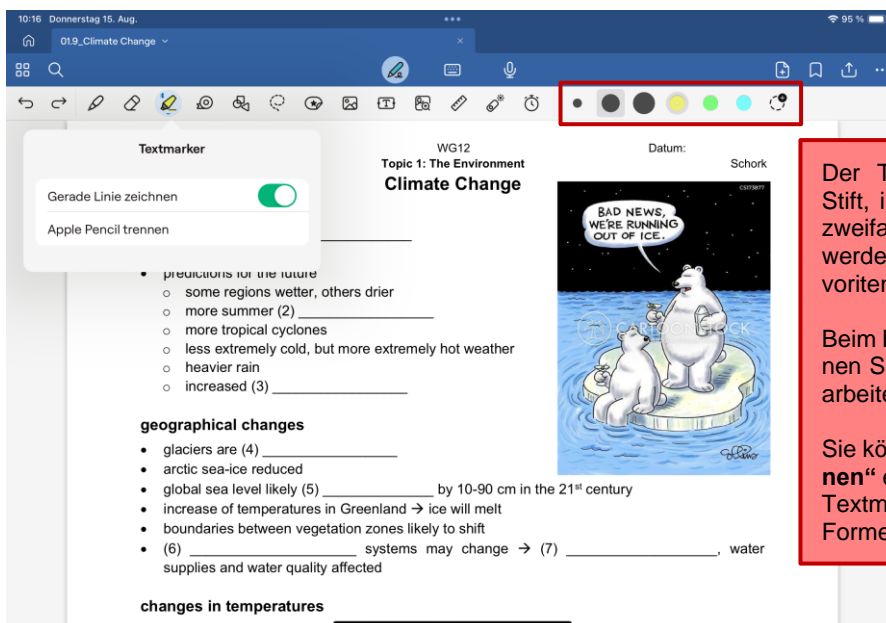 10:16 Donnerstag 15. Aug.
95 %
01.9_Climate Change
Textmarker
Gerade Linie zeichnen
Apple Pencil trennen
WG12
Datum:
Topic 1: The Environment
Schork
Climate Change
CS173877
BAD NEWS,
WE'RE RUNNING
OUT OF ICE.
CARTOONSTOCK
• predictions for the future
○ some regions wetter, others drier
○ more summer (2) _______________
○ more tropical cyclones
○ less extremely cold, but more extremely hot weather
○ heavier rain
○ increased (3) _______________
geographical changes
• glaciers are (4) _______________
• arctic sea-ice reduced
• global sea level likely (5) _______________ by 10-90 cm in the 21st century
• increase of temperatures in Greenland → ice will melt
• boundaries between vegetation zones likely to shift
• (6) _______________ systems may change → (7) _______________, water
supplies and water quality affected
changes in temperatures
Der T
Stift, i
zweifa
werde
voriter
Beim
nen S
arbeite
Sie kö
nen“
Textm
Forme